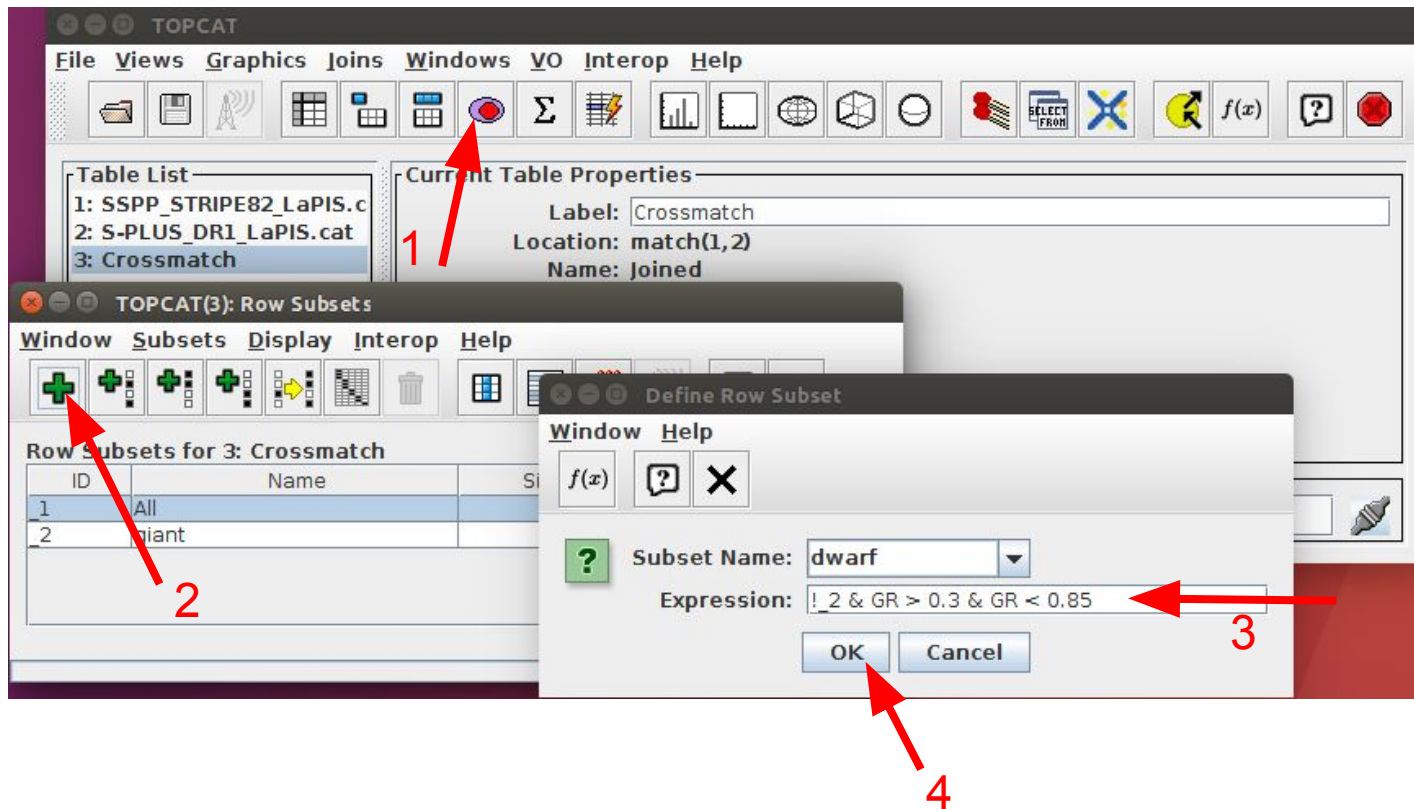 TOPCAT
File Views Graphics Joins Windows VO Interop Help
Σ SELECT FROM f(x) ?
Table List
1: SSPP_STRIPE82_LaPIS.c
2: S-PLUS_DR1_LaPIS.cat
3: Crossmatch
Current Table Properties
Label: Crossmatch
Location: match(1,2)
Name: Joined
1
TOPCAT(3): Row Subsets
Window Subsets Display Interop Help
Row Subsets for 3: Crossmatch
ID Name Si
_1 All
_2 giant
2
Define Row Subset
Window Help
f(x) ?
? Subset Name: dwarf
Expression: !_2 & GR > 0.3 & GR < 0.85
3
OK Cancel
4